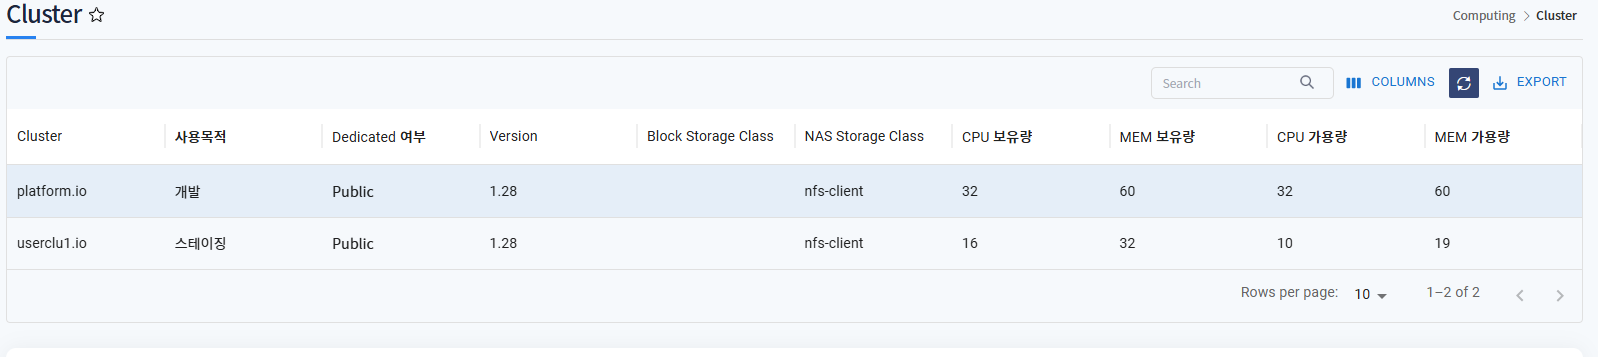 Cluster
Computing > Cluster
Search COLUMNS EXPORT
Cluster 사용목적 Dedicated 여부 Version Block Storage Class NAS Storage Class CPU 보유량 MEM 보유량 CPU 가용량 MEM 가용량
platform.io 개발 Public 1.28 nfs-client 32 60 32 60
userclu1.io 스테이징 Public 1.28 nfs-client 16 32 10 19
Rows per page: 10 1–2 of 2